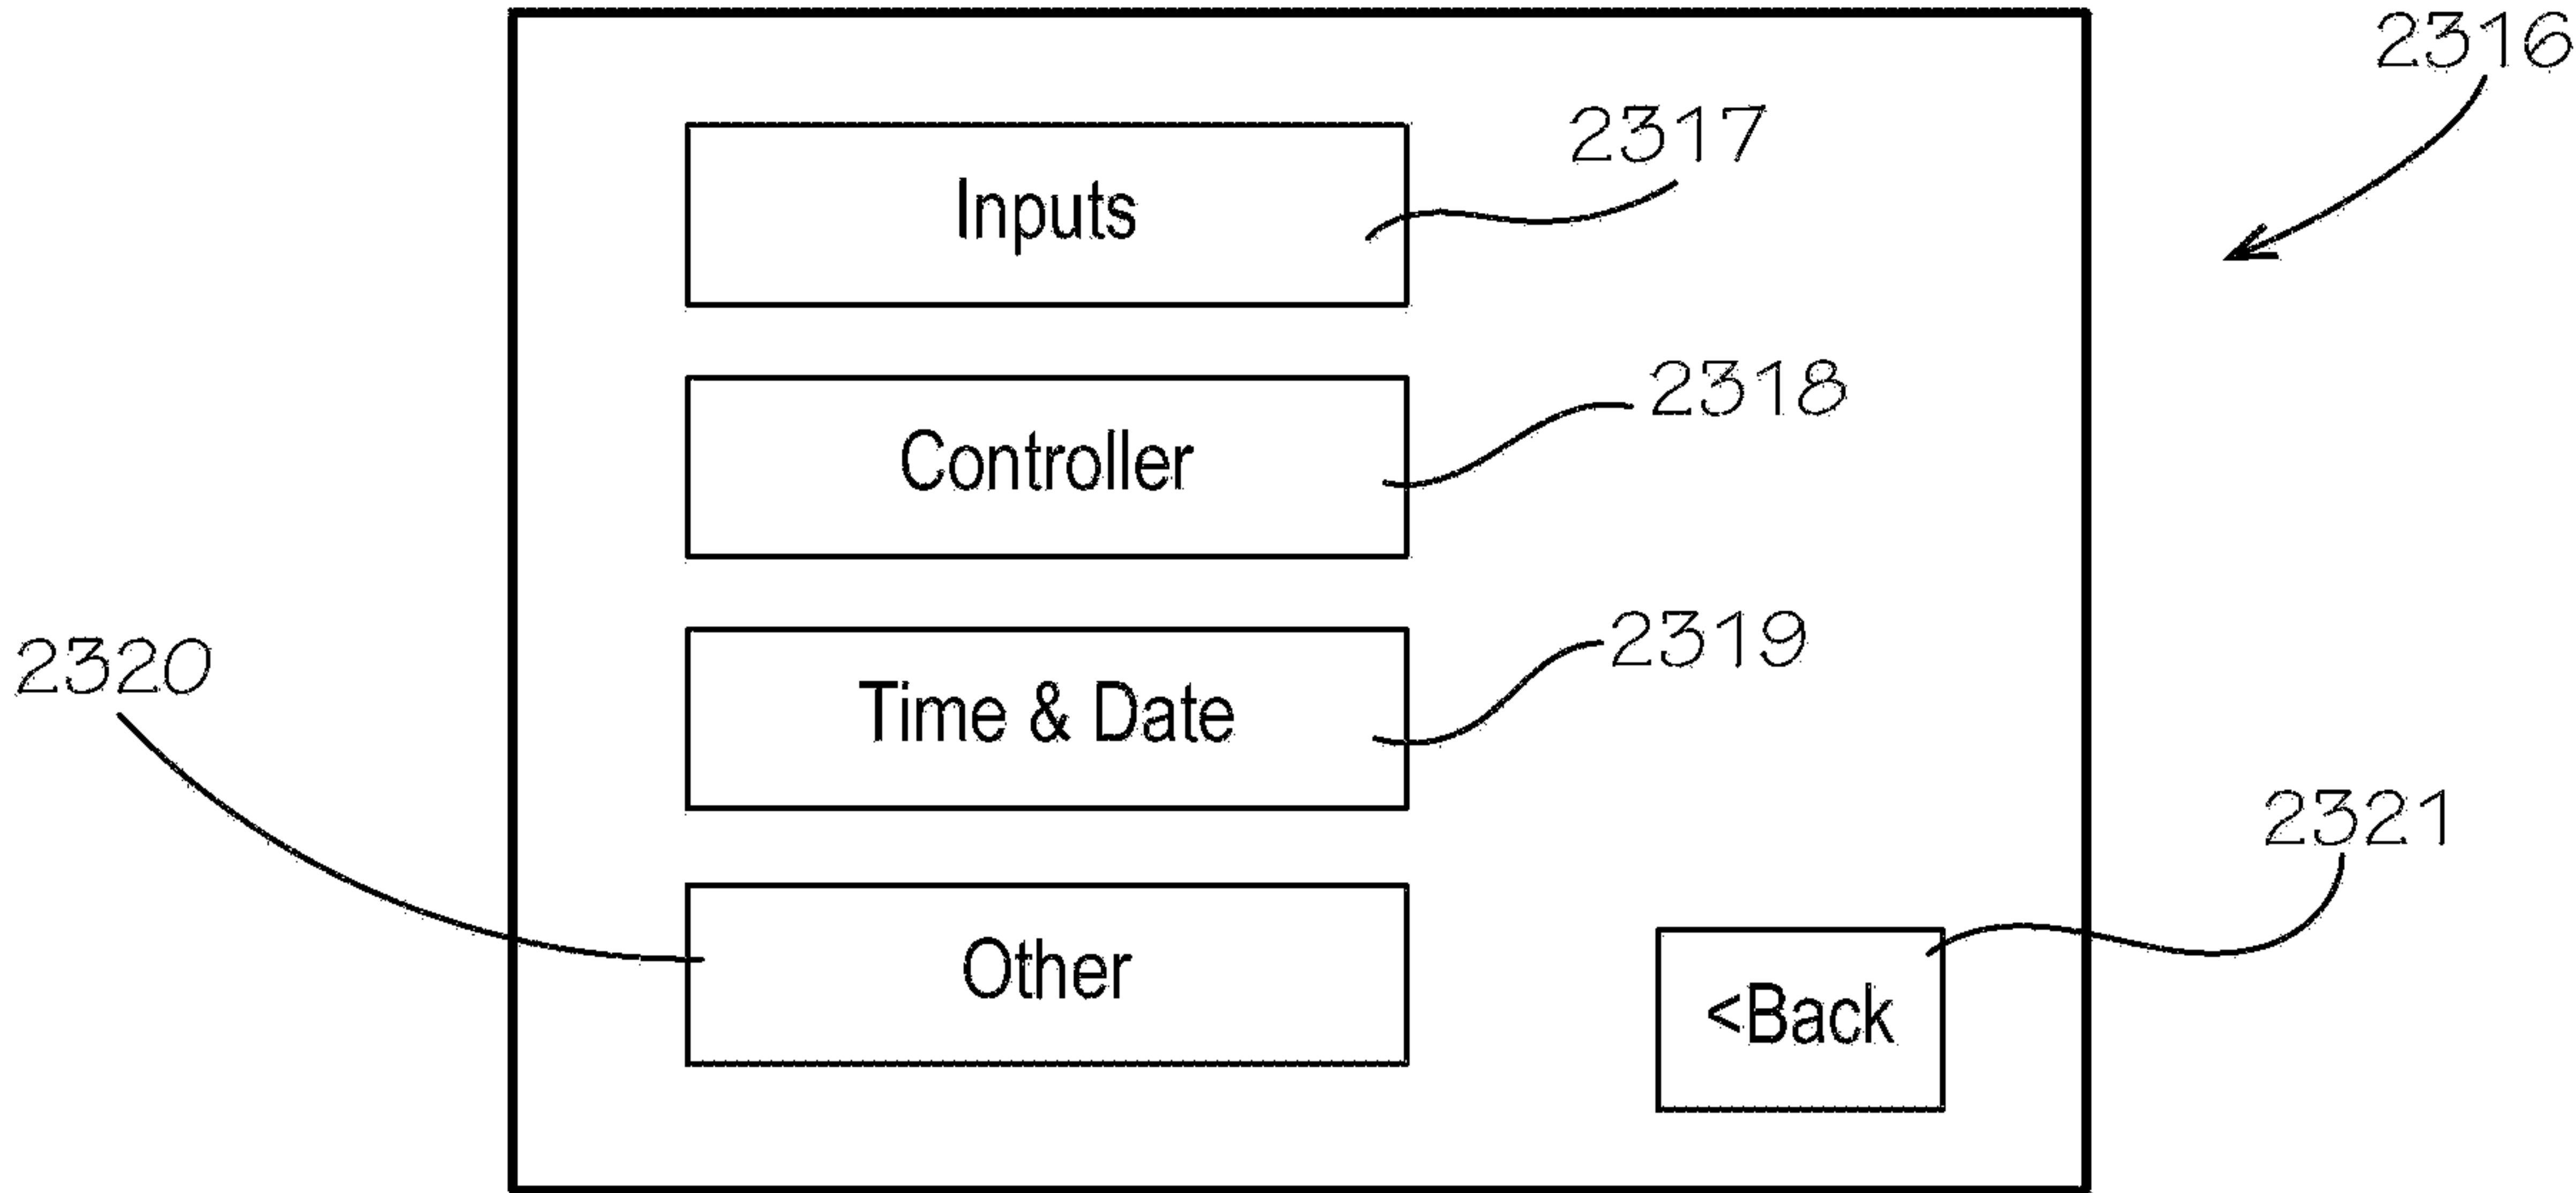 2316
2317
Inputs
2318
Controller
2319
2320
Time & Date
2321
Other
<Back